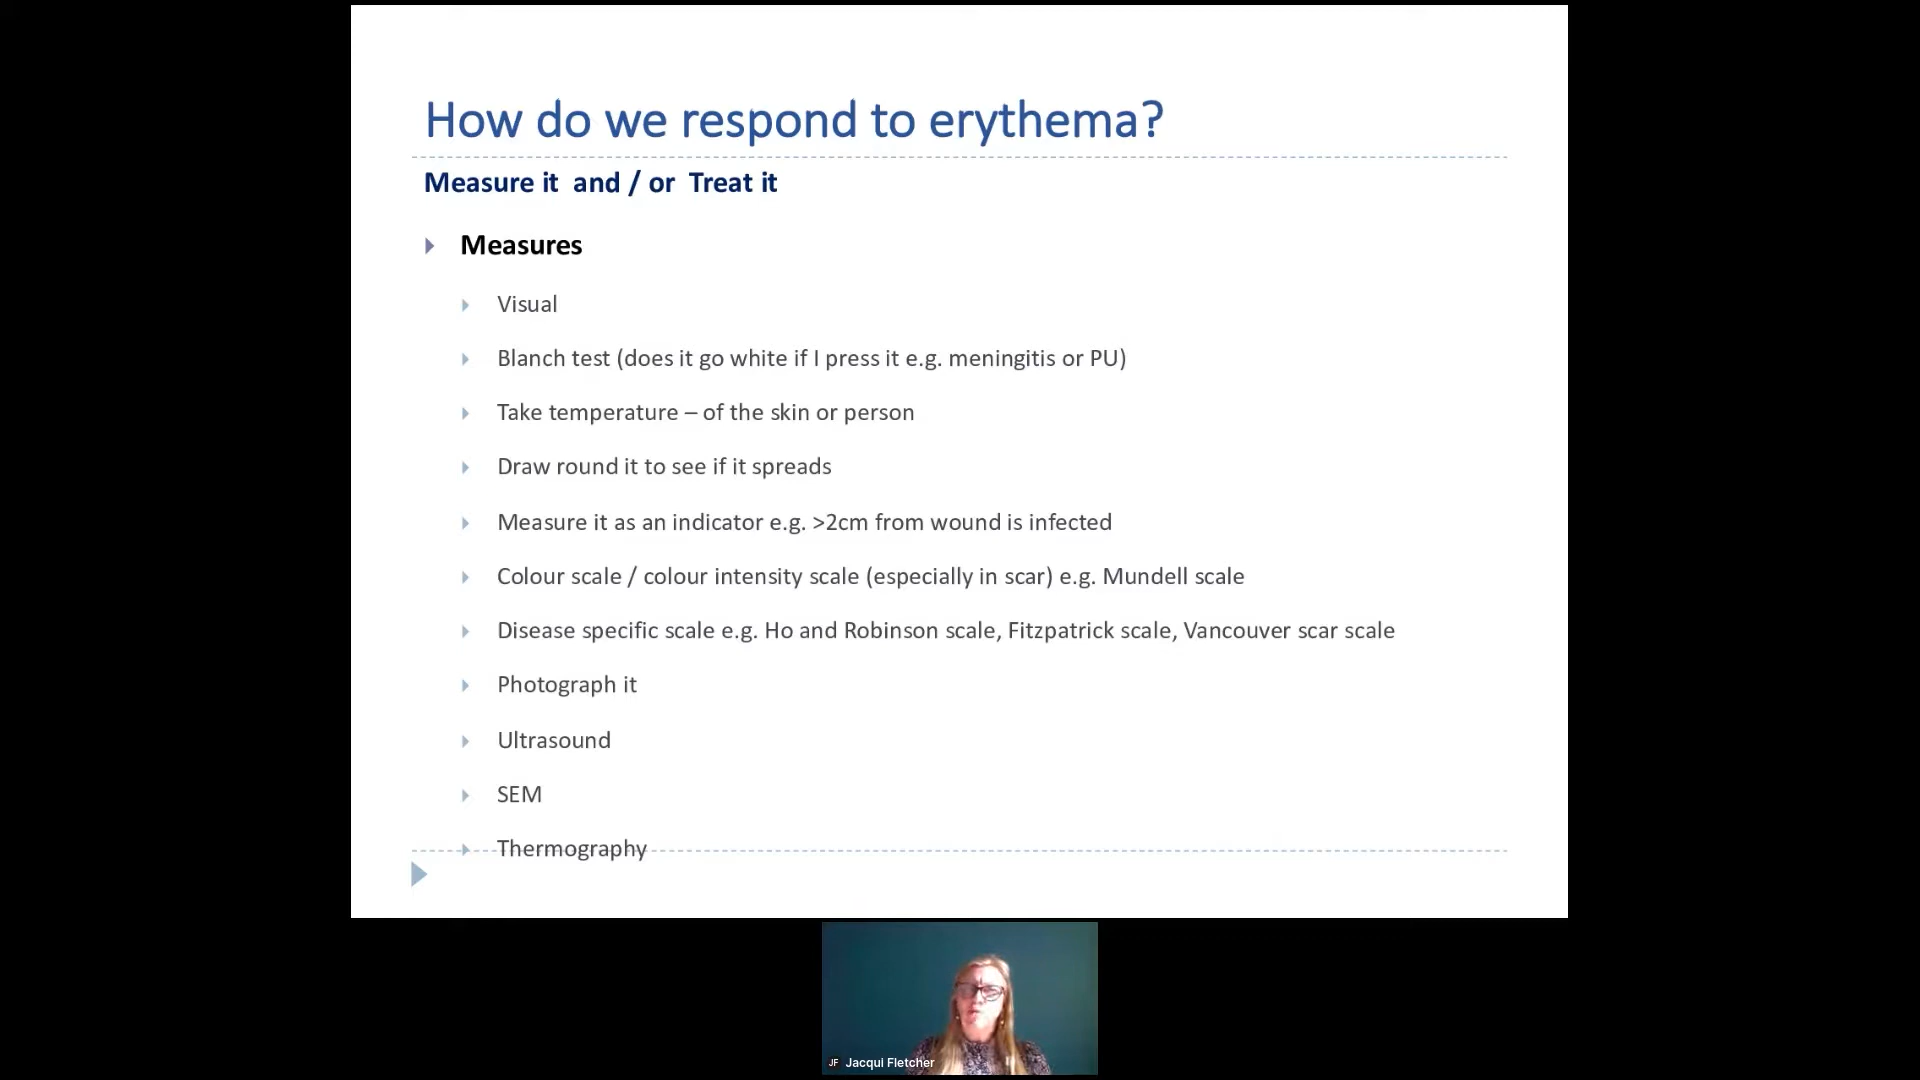 How do we respond to erythema?
Measure it and / or Treat it
Measures
Visual
Blanch test (does it go white if I press it e.g. meningitis or PU)
Take temperature – of the skin or person
Draw round it to see if it spreads
Measure it as an indicator e.g. >2cm from wound is infected
Colour scale / colour intensity scale (especially in scar) e.g. Mundell scale
Disease specific scale e.g. Ho and Robinson scale, Fitzpatrick scale, Vancouver scar scale
Photograph it
Ultrasound
SEM
Thermography
JF Jacqui Fletcher